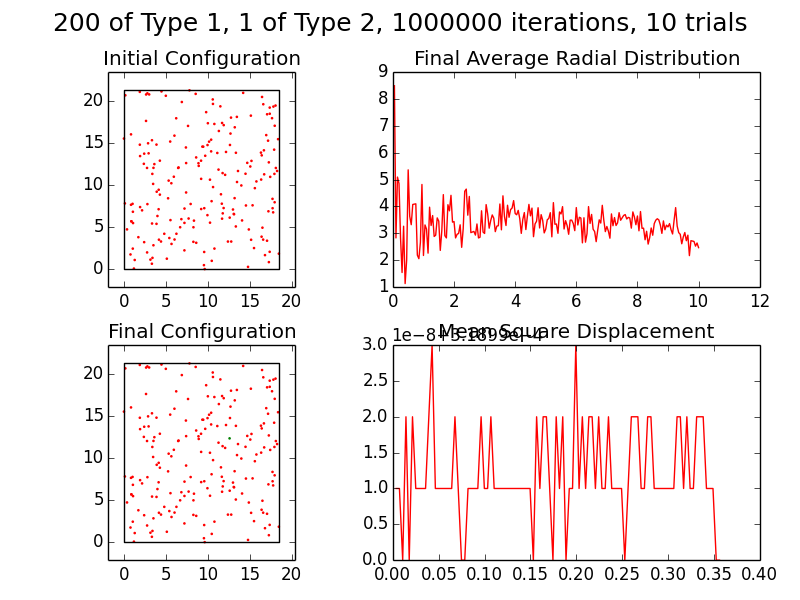 200 of Type 1, 1 of Type 2, 1000000 iterations, 10 trials
Initial Configuration
20
15
10
5
0
0 5 10 15 20
Final Average Radial Distribution
9
8
7
6
5
4
3
2
1
0 2 4 6 8 10 12
Final Configuration
20
15
10
5
0
0 5 10 15 20
Mean Square Displacement
1e−8+3.1899e−4
3.0
2.5
2.0
1.5
1.0
0.5
0.0
0.00 0.05 0.10 0.15 0.20 0.25 0.30 0.35 0.40